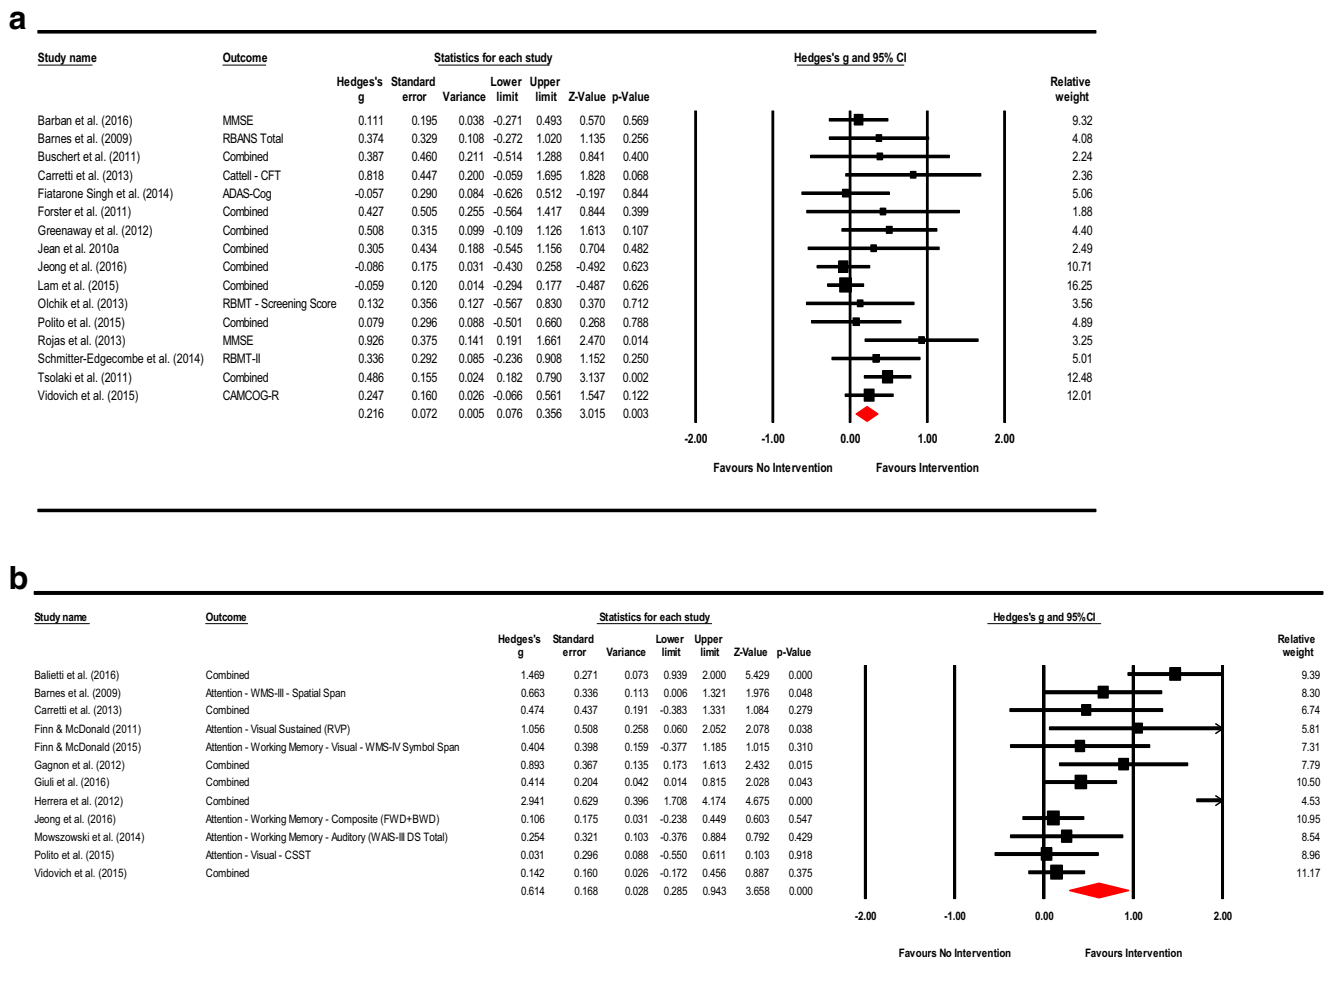 a
Study name Outcome Statistics for each study Hedges's g and 95% CI
Hedges's Standard Lower Upper Relative
g error Variance limit limit Z-Value p-Value weight
Barban et al. (2016) MMSE 0.111 0.195 0.038 -0.271 0.493 0.570 0.569 9.32
Barnes et al. (2009) RBANS Total 0.374 0.329 0.108 -0.272 1.020 1.135 0.256 4.08
Buschert et al. (2011) Combined 0.387 0.460 0.211 -0.514 1.288 0.841 0.400 2.24
Carretti et al. (2013) Cattell - CFT 0.818 0.447 0.200 -0.059 1.695 1.828 0.068 2.36
Fiatarone Singh et al. (2014) ADAS-Cog -0.057 0.290 0.084 -0.626 0.512 -0.197 0.844 5.06
Forster et al. (2011) Combined 0.427 0.505 0.255 -0.564 1.417 0.844 0.399 1.88
Greenaway et al. (2012) Combined 0.508 0.315 0.099 -0.109 1.126 1.613 0.107 4.40
Jean et al. 2010a Combined 0.305 0.434 0.188 -0.545 1.156 0.704 0.482 2.49
Jeong et al. (2016) Combined -0.086 0.175 0.031 -0.430 0.258 -0.492 0.623 10.71
Lam et al. (2015) Combined -0.059 0.120 0.014 -0.294 0.177 -0.487 0.626 16.25
Olchik et al. (2013) RBMT - Screening Score 0.132 0.356 0.127 -0.567 0.830 0.370 0.712 3.56
Polito et al. (2015) Combined 0.079 0.296 0.088 -0.501 0.660 0.268 0.788 4.89
Rojas et al. (2013) MMSE 0.926 0.375 0.141 0.191 1.661 2.470 0.014 3.25
Schmitter-Edgecombe et al. (2014) RBMT-II 0.336 0.292 0.085 -0.236 0.908 1.152 0.250 5.01
Tsolaki et al. (2011) Combined 0.486 0.155 0.024 0.182 0.790 3.137 0.002 12.48
Vidovich et al. (2015) CAMCOG-R 0.247 0.160 0.026 -0.066 0.561 1.547 0.122 12.01
0.216 0.072 0.005 0.076 0.356 3.015 0.003
-2.00 -1.00 0.00 1.00 2.00
Favours No Intervention Favours Intervention
b
Study name Outcome Statistics for each study Hedges's g and 95%CI
Hedges's Standard Lower Upper Relative
g error Variance limit limit Z-Value p-Value weight
Balietti et al. (2016) Combined 1.469 0.271 0.073 0.939 2.000 5.429 0.000 9.39
Barnes et al. (2009) Attention - WMS-III - Spatial Span 0.663 0.336 0.113 0.006 1.321 1.976 0.048 8.30
Carretti et al. (2013) Combined 0.474 0.437 0.191 -0.383 1.331 1.084 0.279 6.74
Finn & McDonald (2011) Attention - Visual Sustained (RVP) 1.056 0.508 0.258 0.060 2.052 2.078 0.038 5.81
Finn & McDonald (2015) Attention - Working Memory - Visual - WMS-IV Symbol Span 0.404 0.398 0.159 -0.377 1.185 1.015 0.310 7.31
Gagnon et al. (2012) Combined 0.893 0.367 0.135 0.173 1.613 2.432 0.015 7.79
Giuli et al. (2016) Combined 0.414 0.204 0.042 0.014 0.815 2.028 0.043 10.50
Herrera et al. (2012) Combined 2.941 0.629 0.396 1.708 4.174 4.675 0.000 4.53
Jeong et al. (2016) Attention - Working Memory - Composite (FWD+BWD) 0.106 0.175 0.031 -0.238 0.449 0.603 0.547 10.95
Mowszowski et al. (2014) Attention - Working Memory - Auditory (WAIS-III DS Total) 0.254 0.321 0.103 -0.376 0.884 0.792 0.429 8.54
Polito et al. (2015) Attention - Visual - CSST 0.031 0.296 0.088 -0.550 0.611 0.103 0.918 8.96
Vidovich et al. (2015) Combined 0.142 0.160 0.026 -0.172 0.456 0.887 0.375 11.17
0.614 0.168 0.028 0.285 0.943 3.658 0.000
-2.00 -1.00 0.00 1.00 2.00
Favours No Intervention Favours Intervention